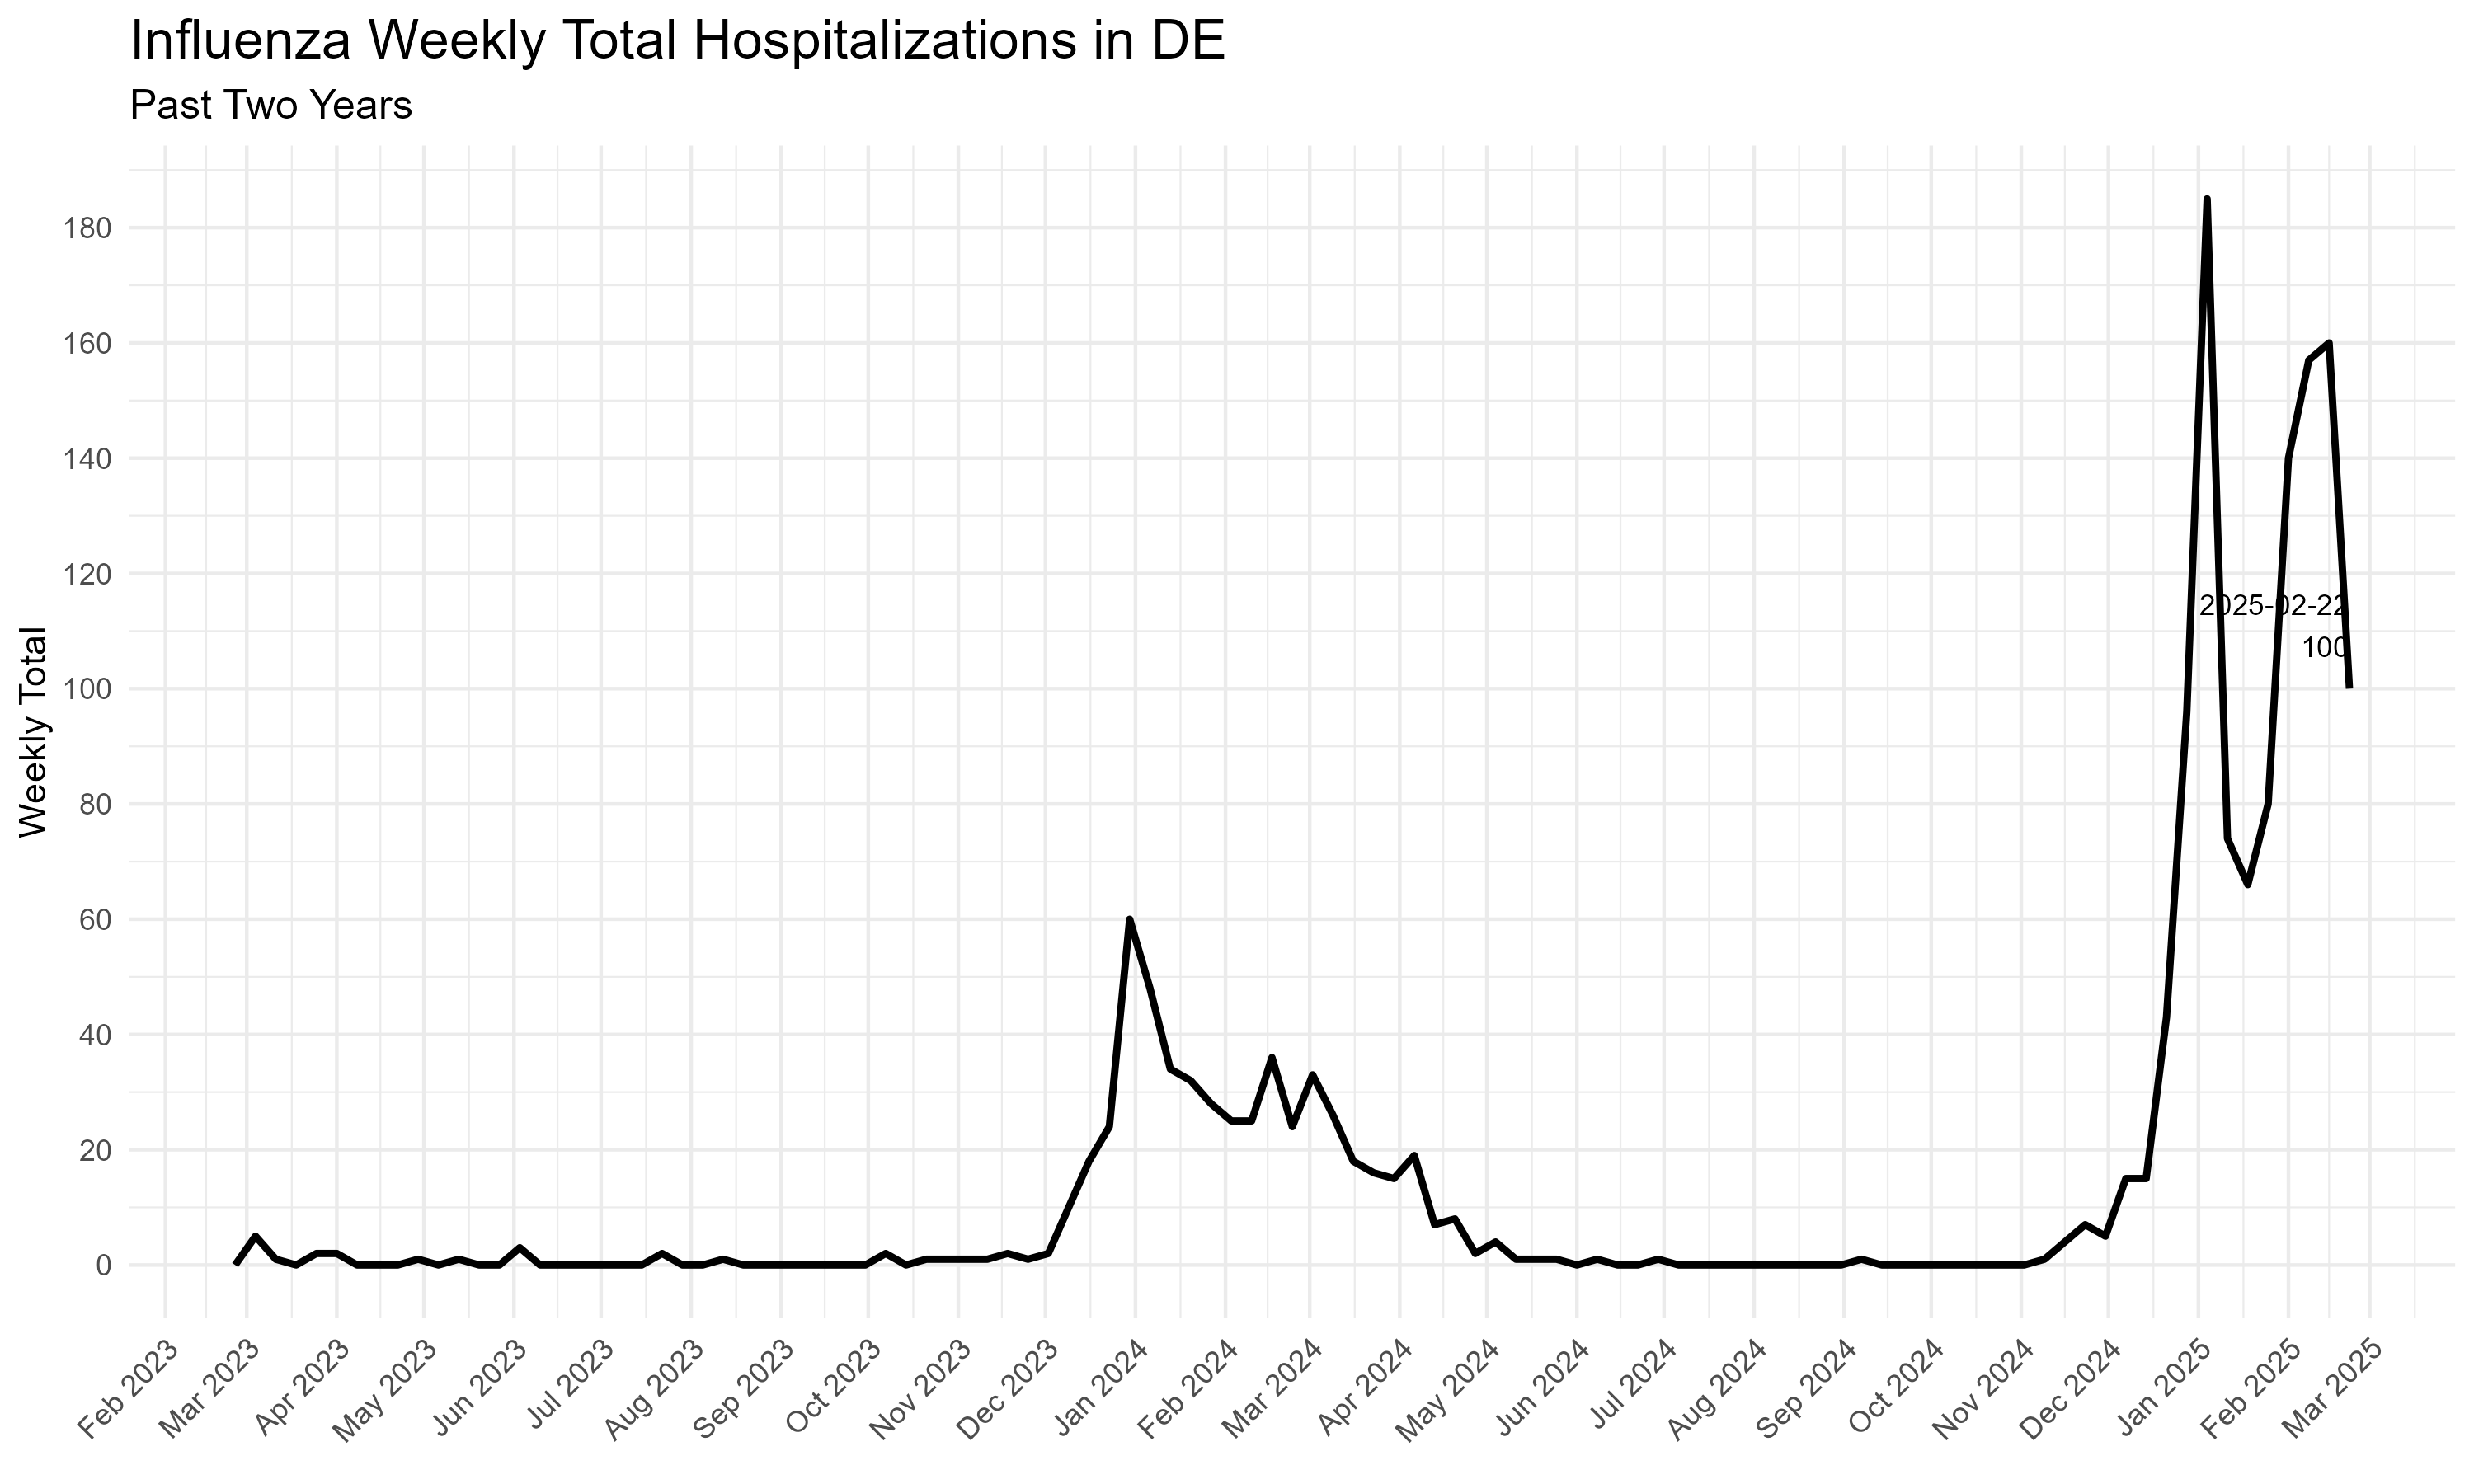 Influenza Weekly Total Hospitalizations in DE
Past Two Years
Weekly Total
180
160
140
120
100
80
60
40
20
0
2025-02-22
100
Feb 2023
Mar 2023
Apr 2023
May 2023
Jun 2023
Jul 2023
Aug 2023
Sep 2023
Oct 2023
Nov 2023
Dec 2023
Jan 2024
Feb 2024
Mar 2024
Apr 2024
May 2024
Jun 2024
Jul 2024
Aug 2024
Sep 2024
Oct 2024
Nov 2024
Dec 2024
Jan 2025
Feb 2025
Mar 2025